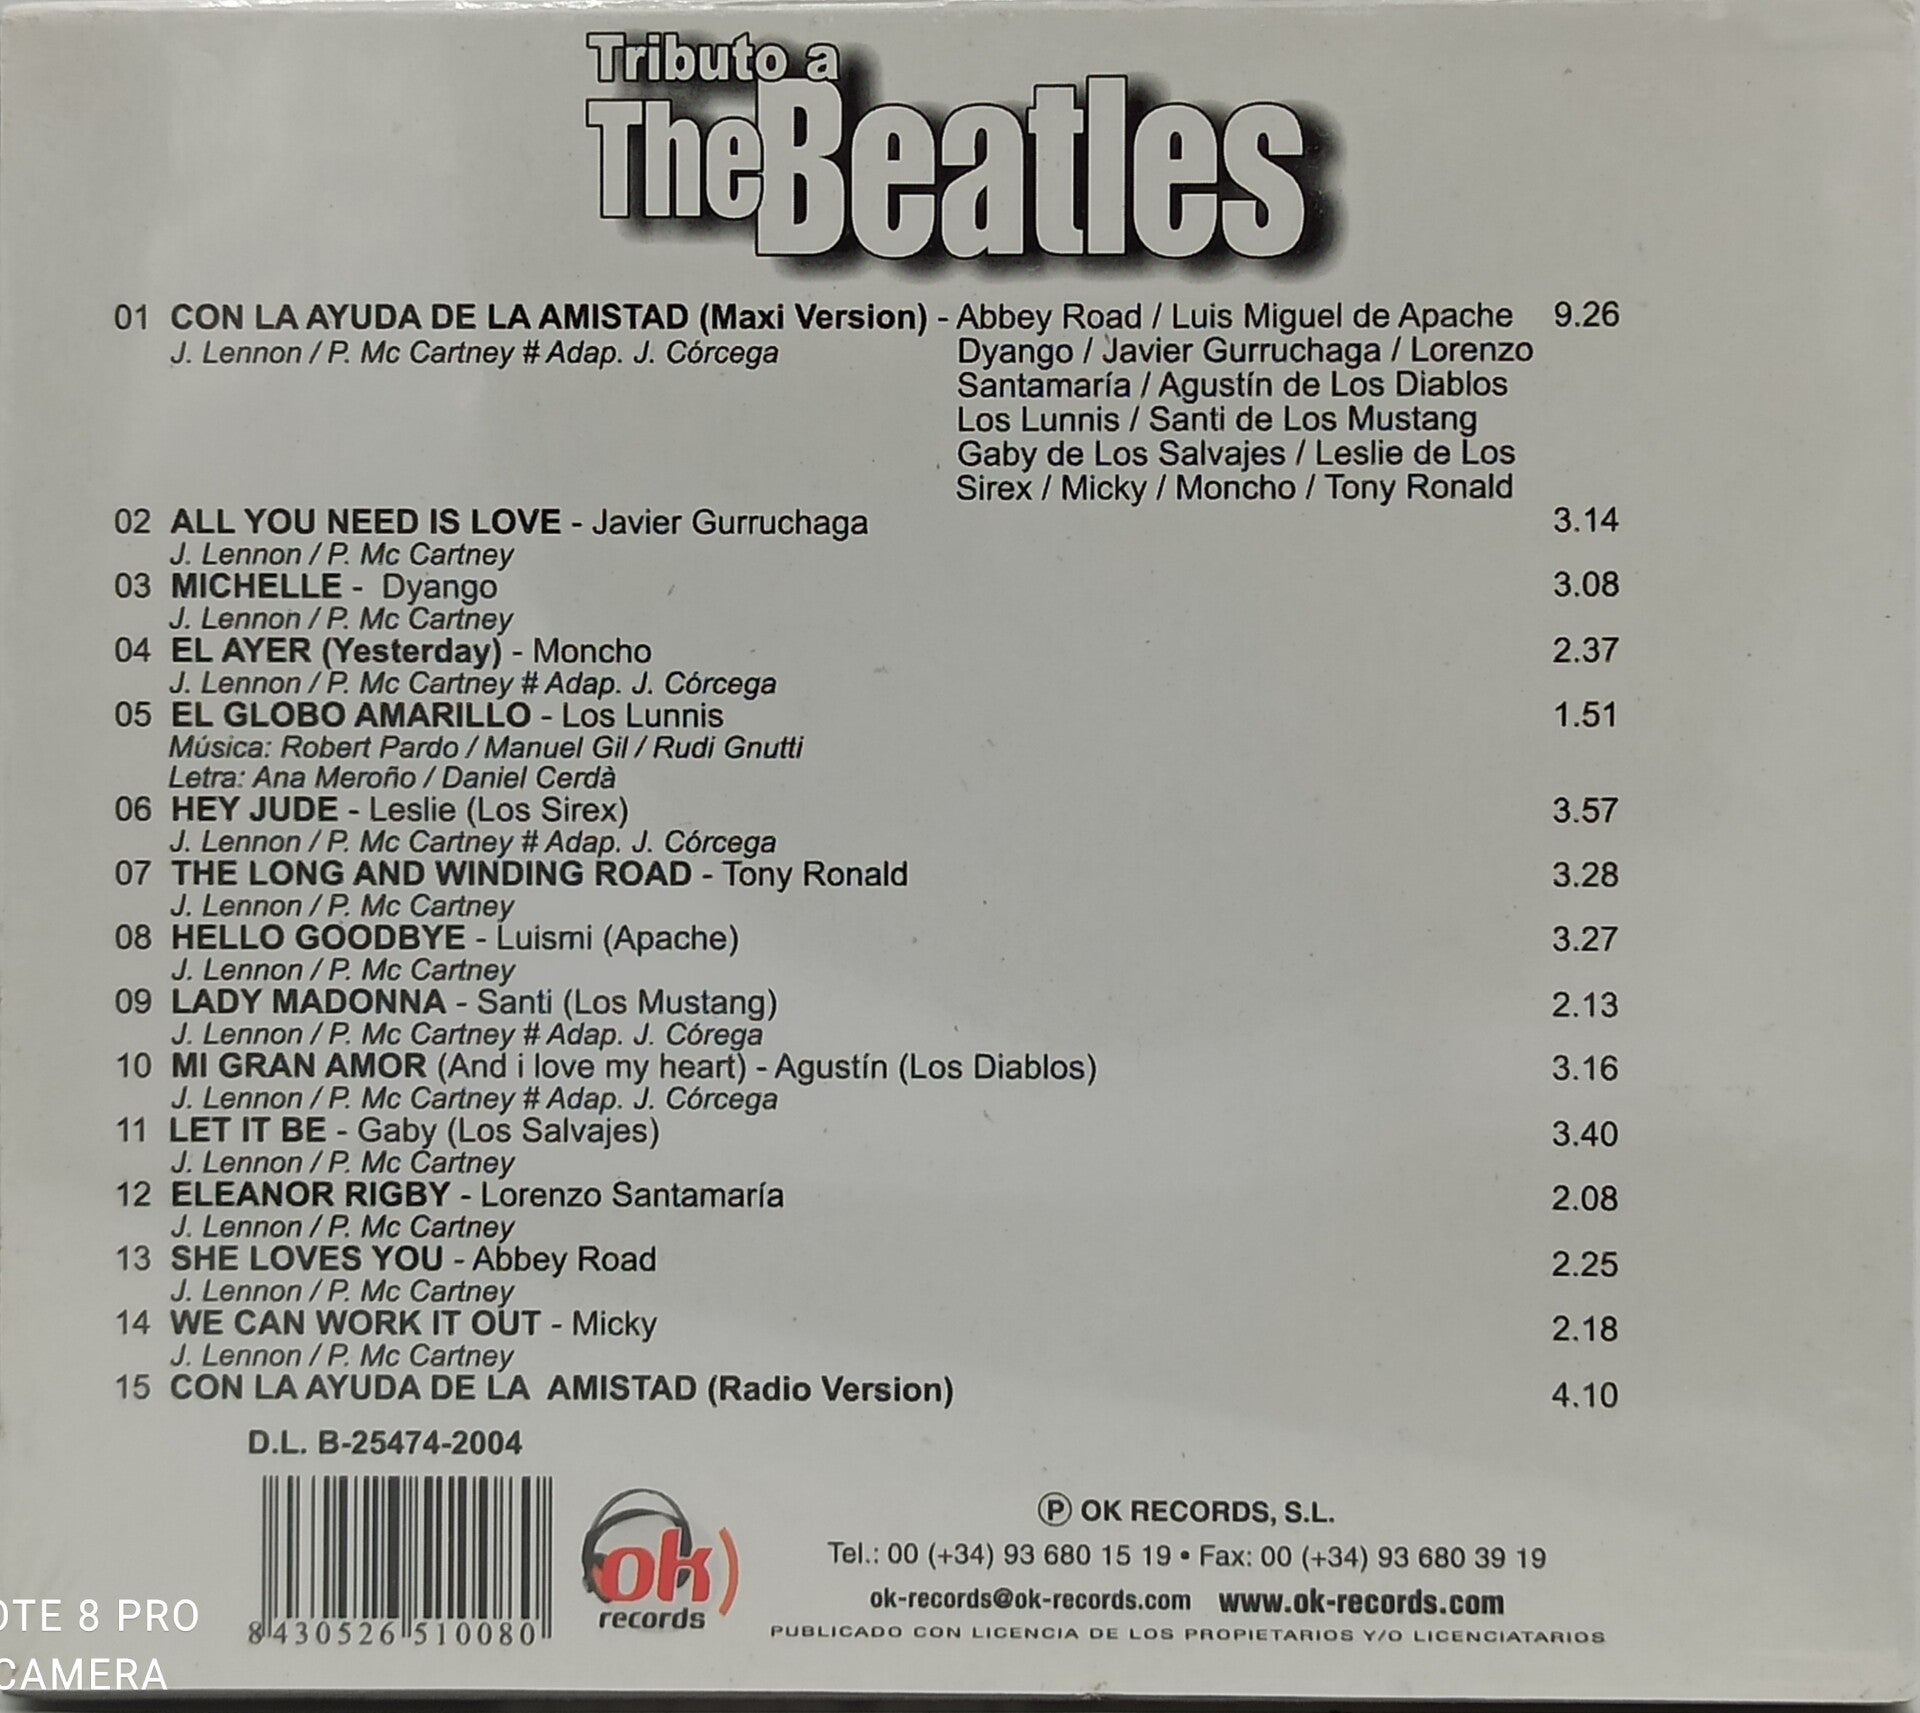 Tributo a
The Beatles
01 CON LA AYUDA DE LA AMISTAD (Maxi Version) - Abbey Road / Luis Miguel de Apache 9.26
J. Lennon / P. Mc Cartney # Adap. J. Córcega Dyango / Javier Gurruchaga / Lorenzo
Santamaría / Agustín de Los Diablos
Los Lunnis / Santi de Los Mustang
Gaby de Los Salvajes / Leslie de Los
Sirex / Micky / Moncho / Tony Ronald
02 ALL YOU NEED IS LOVE - Javier Gurruchaga 3.14
J. Lennon / P. Mc Cartney
03 MICHELLE - Dyango 3.08
J. Lennon / P. Mc Cartney
04 EL AYER (Yesterday) - Moncho 2.37
J. Lennon / P. Mc Cartney # Adap. J. Córcega
05 EL GLOBO AMARILLO - Los Lunnis 1.51
Música: Robert Pardo / Manuel Gil / Rudi Gnutti
Letra: Ana Meroño / Daniel Cerdà
06 HEY JUDE - Leslie (Los Sirex) 3.57
J. Lennon / P. Mc Cartney # Adap. J. Córcega
07 THE LONG AND WINDING ROAD - Tony Ronald 3.28
J. Lennon / P. Mc Cartney
08 HELLO GOODBYE - Luismi (Apache) 3.27
J. Lennon / P. Mc Cartney
09 LADY MADONNA - Santi (Los Mustang) 2.13
J. Lennon / P. Mc Cartney # Adap. J. Córega
10 MI GRAN AMOR (And i love my heart) - Agustín (Los Diablos) 3.16
J. Lennon / P. Mc Cartney # Adap. J. Córcega
11 LET IT BE - Gaby (Los Salvajes) 3.40
J. Lennon / P. Mc Cartney
12 ELEANOR RIGBY - Lorenzo Santamaría 2.08
J. Lennon / P. Mc Cartney
13 SHE LOVES YOU - Abbey Road 2.25
J. Lennon / P. Mc Cartney
14 WE CAN WORK IT OUT - Micky 2.18
J. Lennon / P. Mc Cartney
15 CON LA AYUDA DE LA AMISTAD (Radio Version) 4.10
D.L. B-25474-2004
8 430526 510080
ok
records
Ⓟ OK RECORDS, S.L.
Tel.: 00 (+34) 93 680 15 19 • Fax: 00 (+34) 93 680 39 19
ok-records@ok-records.com www.ok-records.com
PUBLICADO CON LICENCIA DE LOS PROPIETARIOS Y/O LICENCIATARIOS
OTE 8 PRO
CAMERA